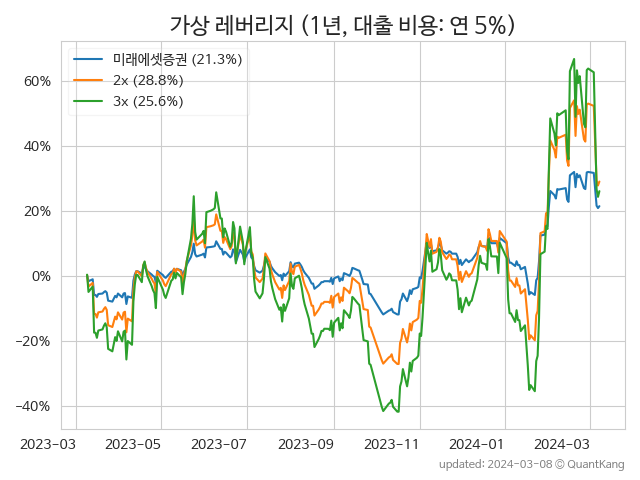 가상 레버리지 (1년, 대출 비용: 연 5%)
미래에셋증권 (21.3%)
2x (28.8%)
3x (25.6%)
60%
40%
20%
0%
−20%
−40%
2023-03 2023-05 2023-07 2023-09 2023-11 2024-01 2024-03
updated: 2024-03-08 © QuantKang